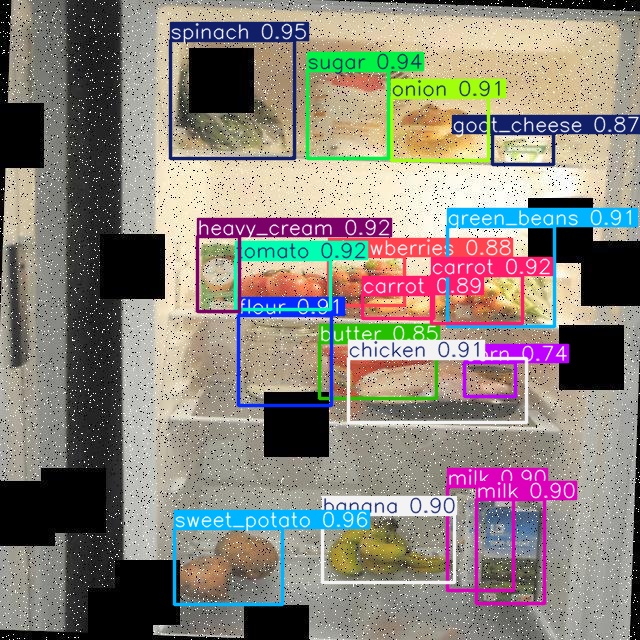 spinach 0.95
sugar 0.94
onion 0.91
goat_cheese 0.87
green_beans 0.91
heavy_cream 0.92
tomato 0.92
wberries 0.88
carrot 0.92
carrot 0.89
flour 0.91
butter 0.85
chicken 0.91
orn 0.74
milk 0.90
milk 0.90
banana 0.90
sweet_potato 0.96